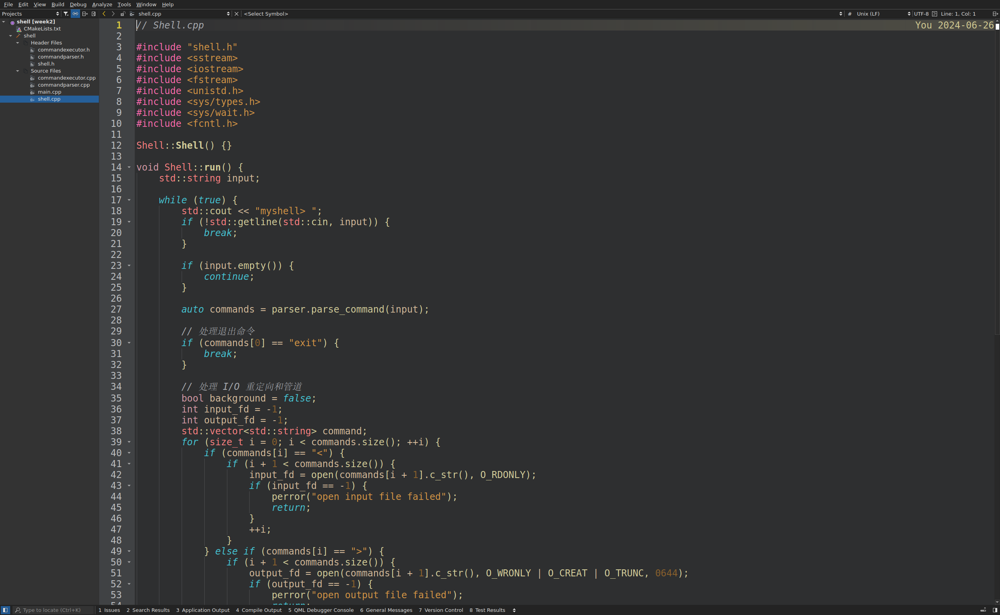 File Edit View Build Debug Analyze Tools Window Help
Projects
shell.cpp
<Select Symbol>
# Unix (LF)
UTF-8
Line: 1, Col: 1
shell [week2]
CMakeLists.txt
shell
Header Files
commandexecutor.h
commandparser.h
shell.h
Source Files
commandexecutor.cpp
commandparser.cpp
main.cpp
shell.cpp
1 // Shell.cpp You 2024-06-26
2
3 #include "shell.h"
4 #include <sstream>
5 #include <iostream>
6 #include <fstream>
7 #include <unistd.h>
8 #include <sys/types.h>
9 #include <sys/wait.h>
10 #include <fcntl.h>
11
12 Shell::Shell() {}
13
14 void Shell::run() {
15     std::string input;
16
17     while (true) {
18         std::cout << "myshell> ";
19         if (!std::getline(std::cin, input)) {
20             break;
21         }
22
23         if (input.empty()) {
24             continue;
25         }
26
27         auto commands = parser.parse_command(input);
28
29         // 处理退出命令
30         if (commands[0] == "exit") {
31             break;
32         }
33
34         // 处理 I/O 重定向和管道
35         bool background = false;
36         int input_fd = -1;
37         int output_fd = -1;
38         std::vector<std::string> command;
39         for (size_t i = 0; i < commands.size(); ++i) {
40             if (commands[i] == "<") {
41                 if (i + 1 < commands.size()) {
42                     input_fd = open(commands[i + 1].c_str(), O_RDONLY);
43                     if (input_fd == -1) {
44                         perror("open input file failed");
45                         return;
46                     }
47                     ++i;
48                 }
49             } else if (commands[i] == ">") {
50                 if (i + 1 < commands.size()) {
51                     output_fd = open(commands[i + 1].c_str(), O_WRONLY | O_CREAT | O_TRUNC, 0644);
52                     if (output_fd == -1) {
53                         perror("open output file failed");
Type to locate (Ctrl+K) 1 Issues 2 Search Results 3 Application Output 4 Compile Output 5 QML Debugger Console 6 General Messages 7 Version Control 8 Test Results